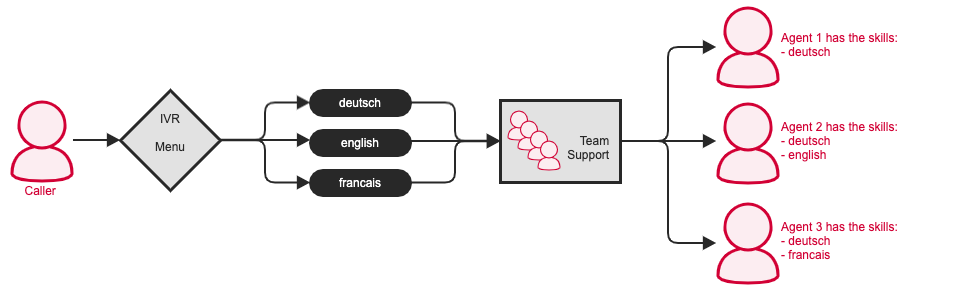 Caller
IVR
Menu
deutsch
english
francais
Team
Support
Agent 1 has the skills:
- deutsch
Agent 2 has the skills:
- deutsch
- english
Agent 3 has the skills:
- deutsch
- francais